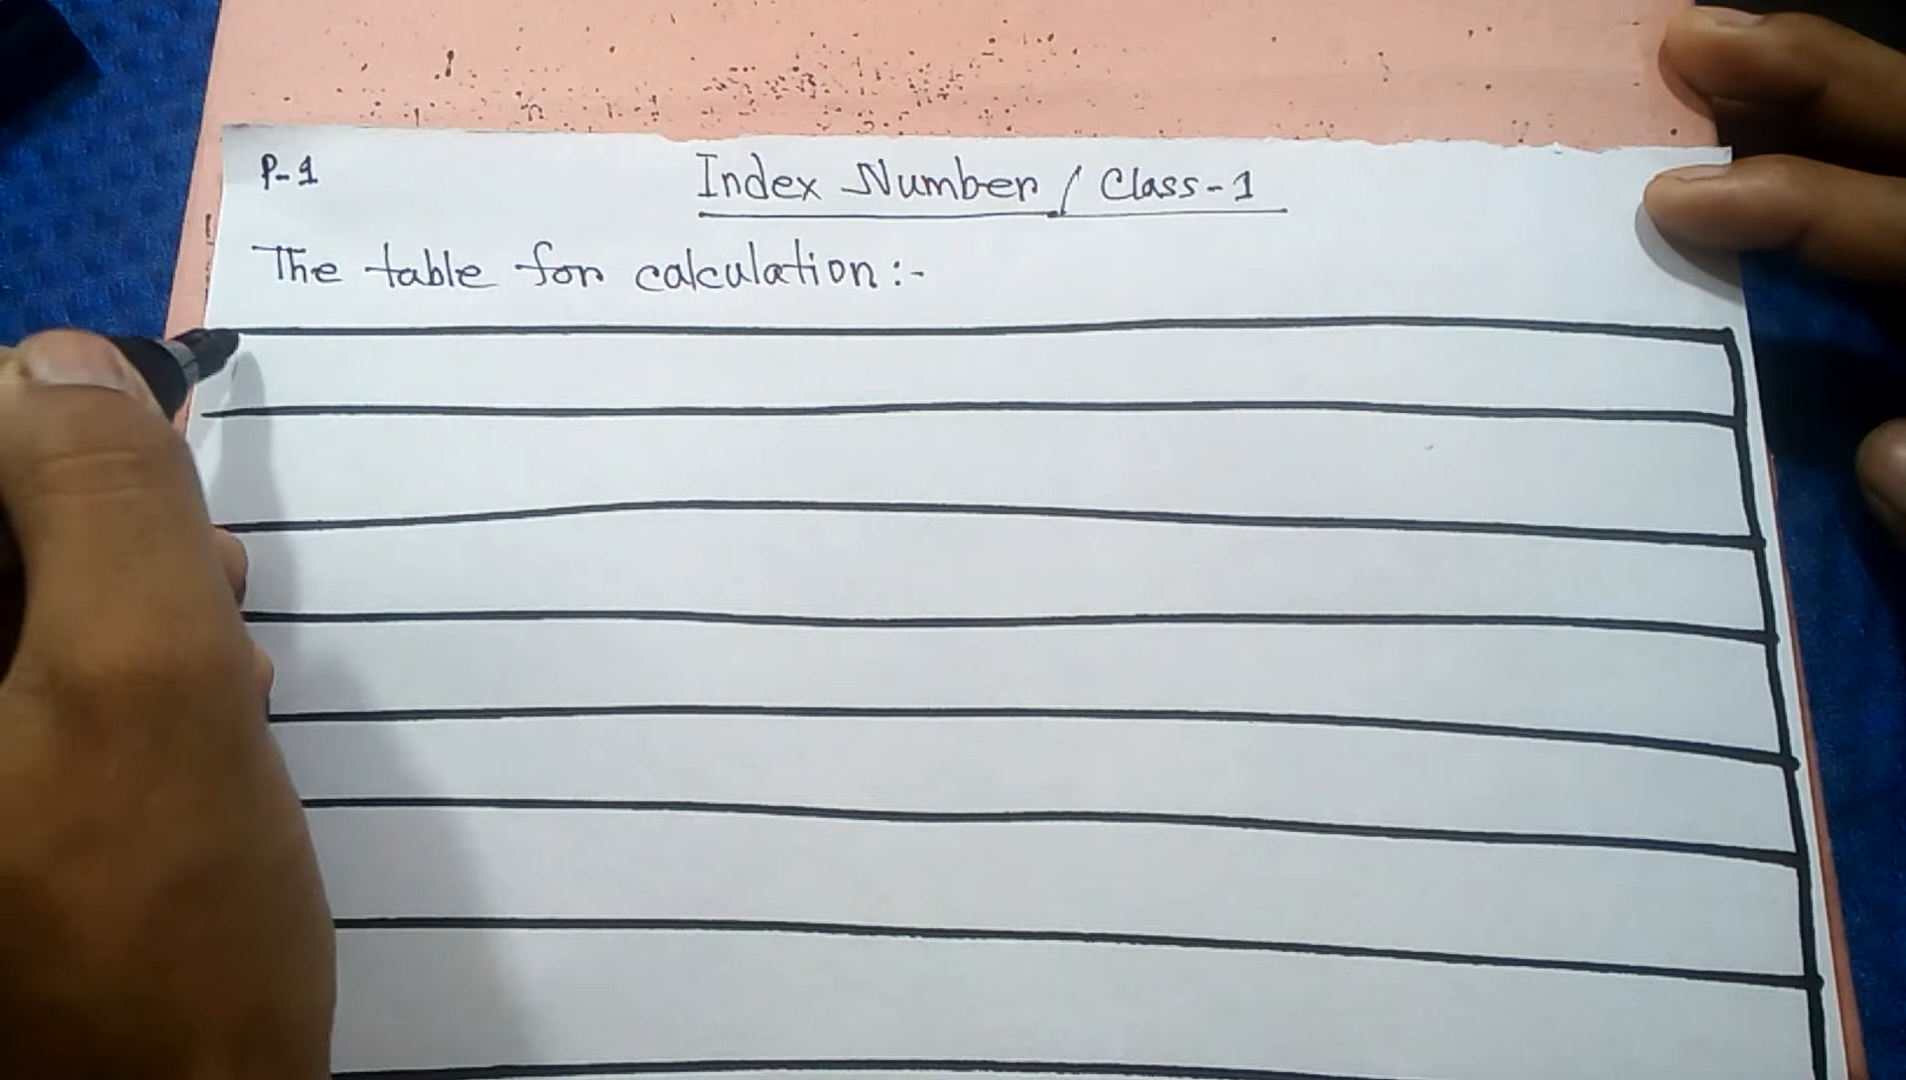 P-1
Index Number / Class-1
The table for calculation:-